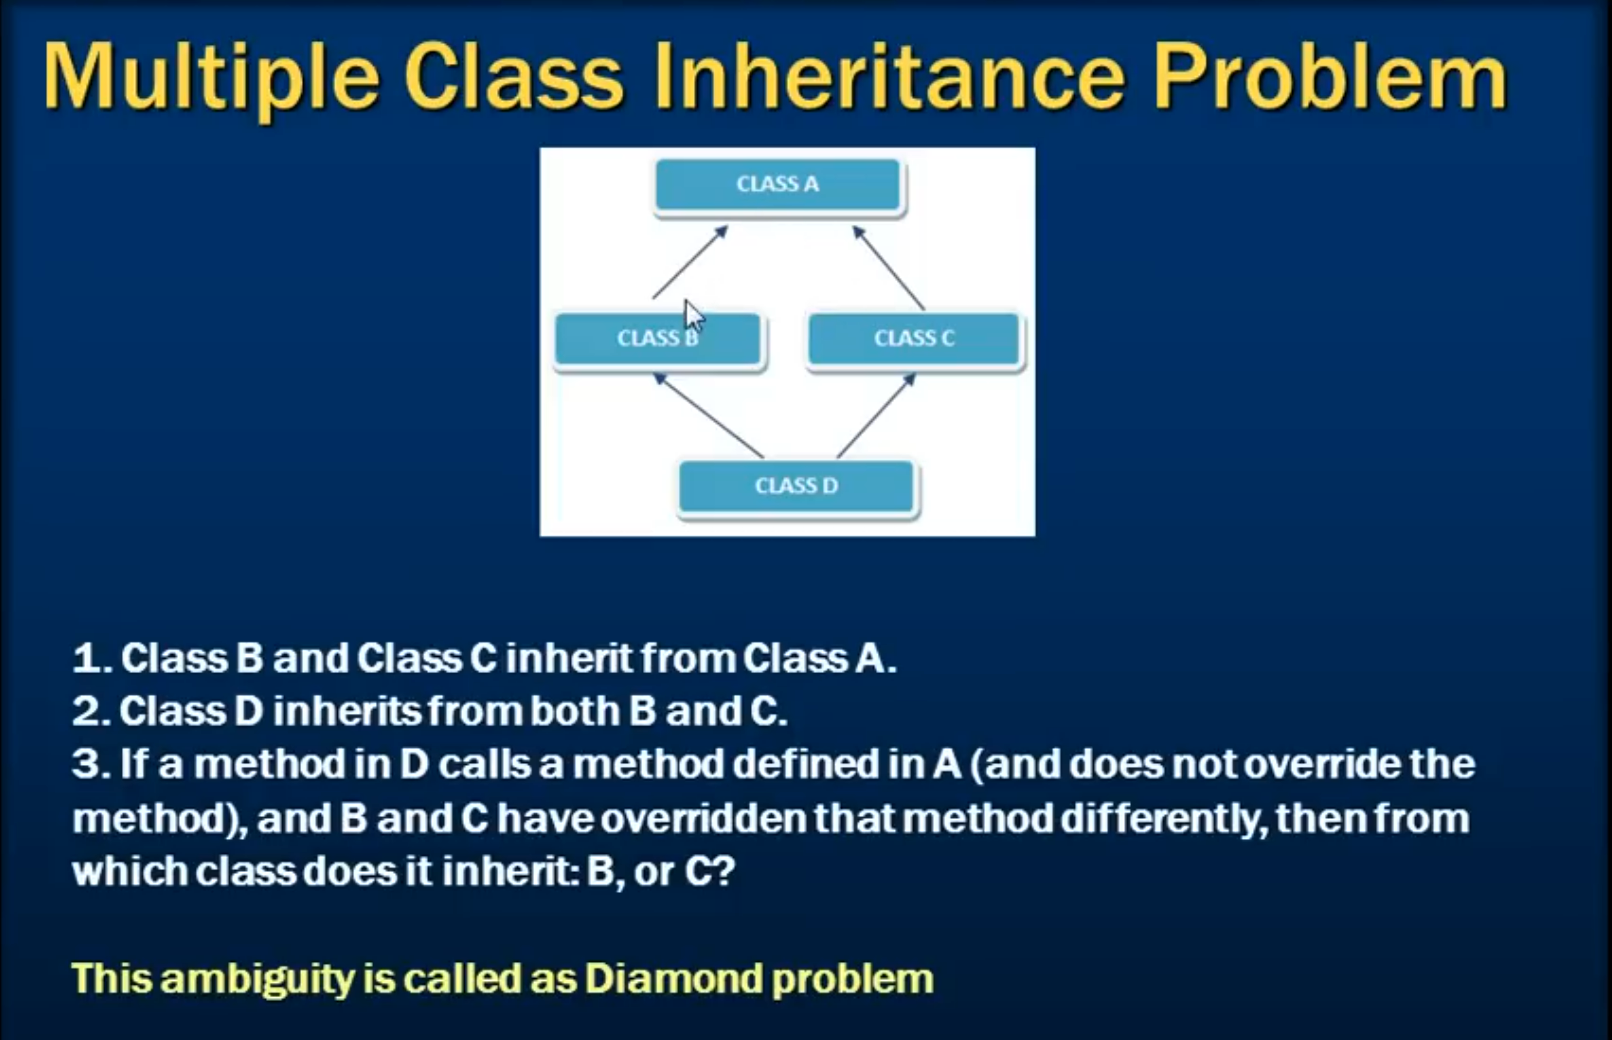 Multiple Class Inheritance Problem
CLASS A
CLASS B
CLASS C
CLASS D
1. Class B and Class C inherit from Class A.
2. Class D inherits from both B and C.
3. If a method in D calls a method defined in A (and does not override the
method), and B and C have overridden that method differently, then from
which class does it inherit: B, or C?
This ambiguity is called as Diamond problem